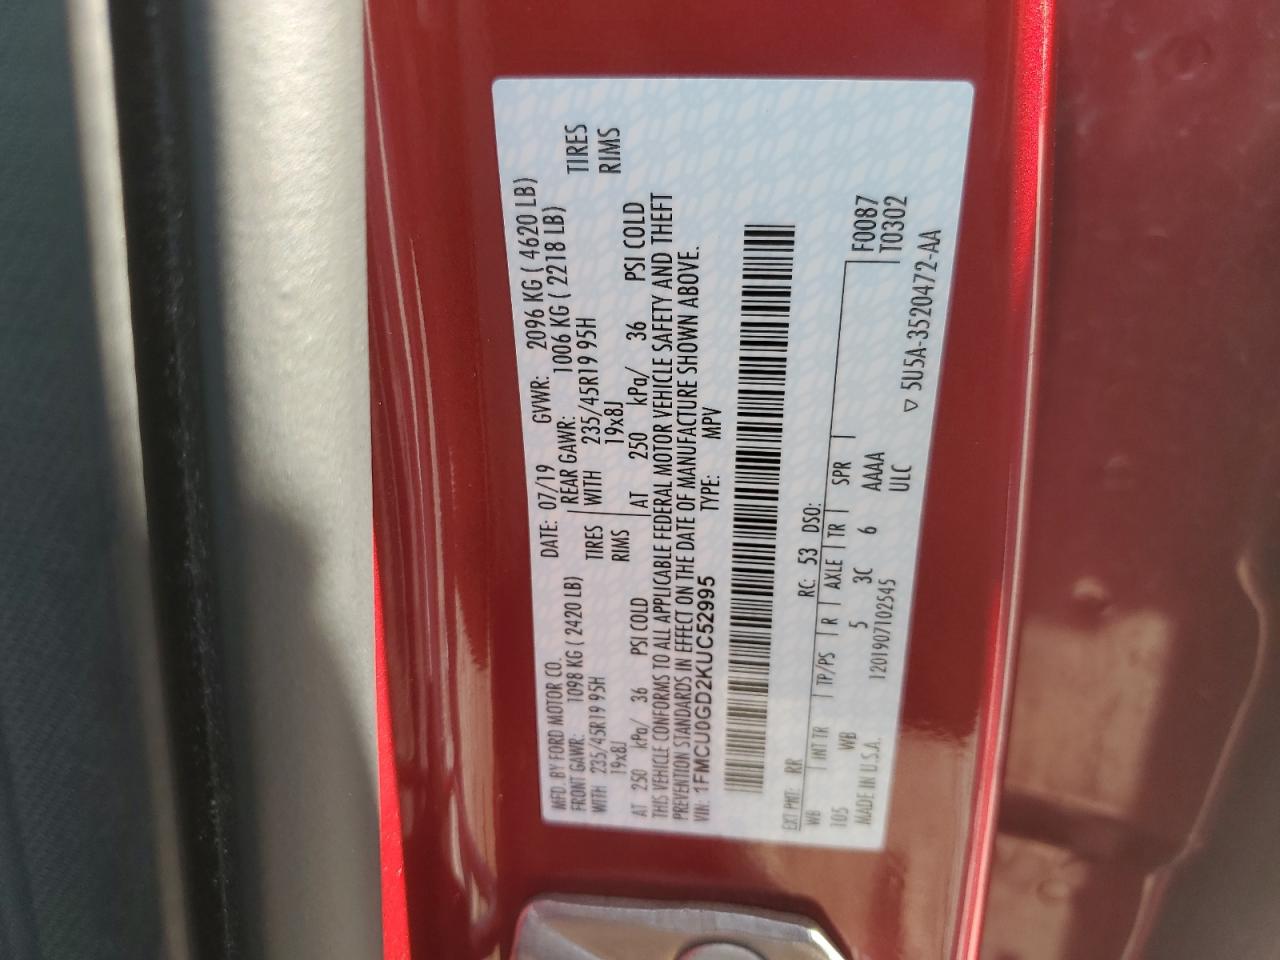 MFD. BY FORD MOTOR CO. DATE: 07/19 GVWR: 2096 KG ( 4620 LB)
FRONT GAWR: 1098 KG ( 2420 LB) REAR GAWR: 1006 KG ( 2218 LB)
WITH 235/45R19 95H TIRES WITH 235/45R19 95H TIRES
19x8J RIMS 19x8J RIMS
AT 250 kPa/ 36 PSI COLD AT 250 kPa/ 36 PSI COLD
THIS VEHICLE CONFORMS TO ALL APPLICABLE FEDERAL MOTOR VEHICLE SAFETY AND THEFT
PREVENTION STANDARDS IN EFFECT ON THE DATE OF MANUFACTURE SHOWN ABOVE.
VIN: 1FMCU0GD2KUC52995 TYPE: MPV
EXT PNT: RR RC: 53 DSO:
WB INT TR TP/PS R AXLE TR SPR F0087
105 WB 5 3C 6 AAAA T0302
MADE IN U.S.A. 1201907102545 ULC
▽ 5U5A-3520472-AA